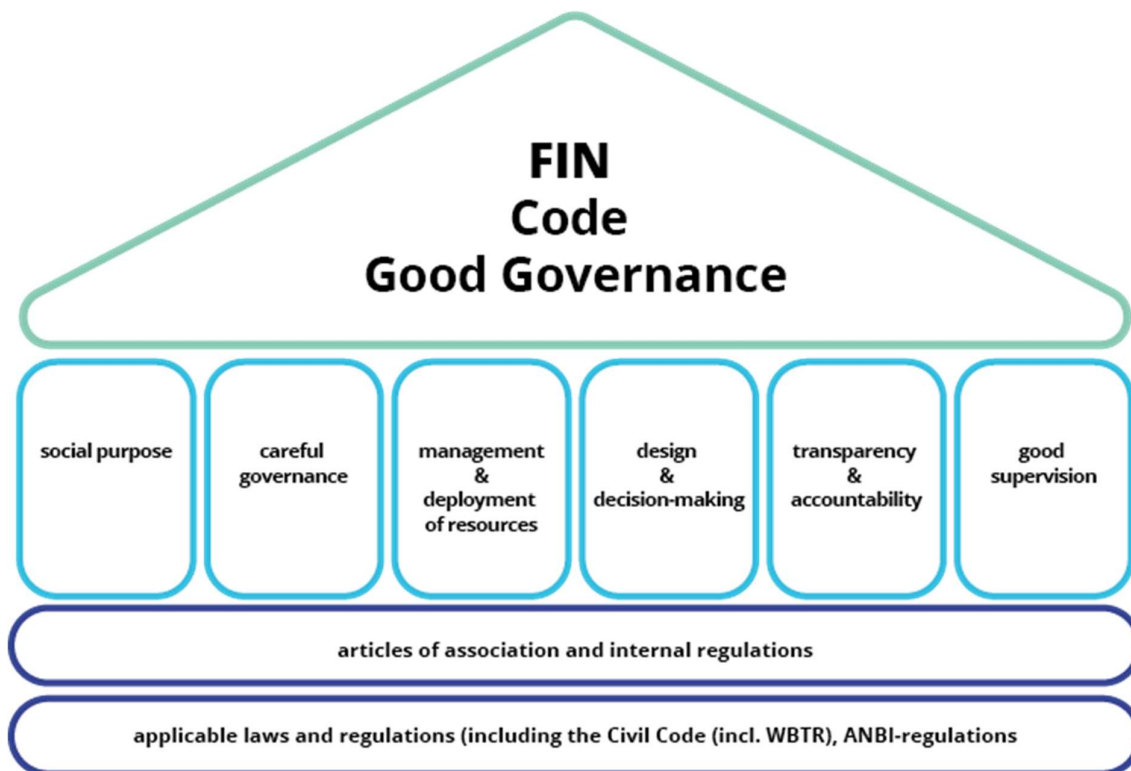 FIN
Code
Good Governance
social purpose
careful
governance
management
&
deployment
of resources
design
&
decision-making
transparency
&
accountability
good
supervision
articles of association and internal regulations
applicable laws and regulations (including the Civil Code (incl. WBTR), ANBI-regulations